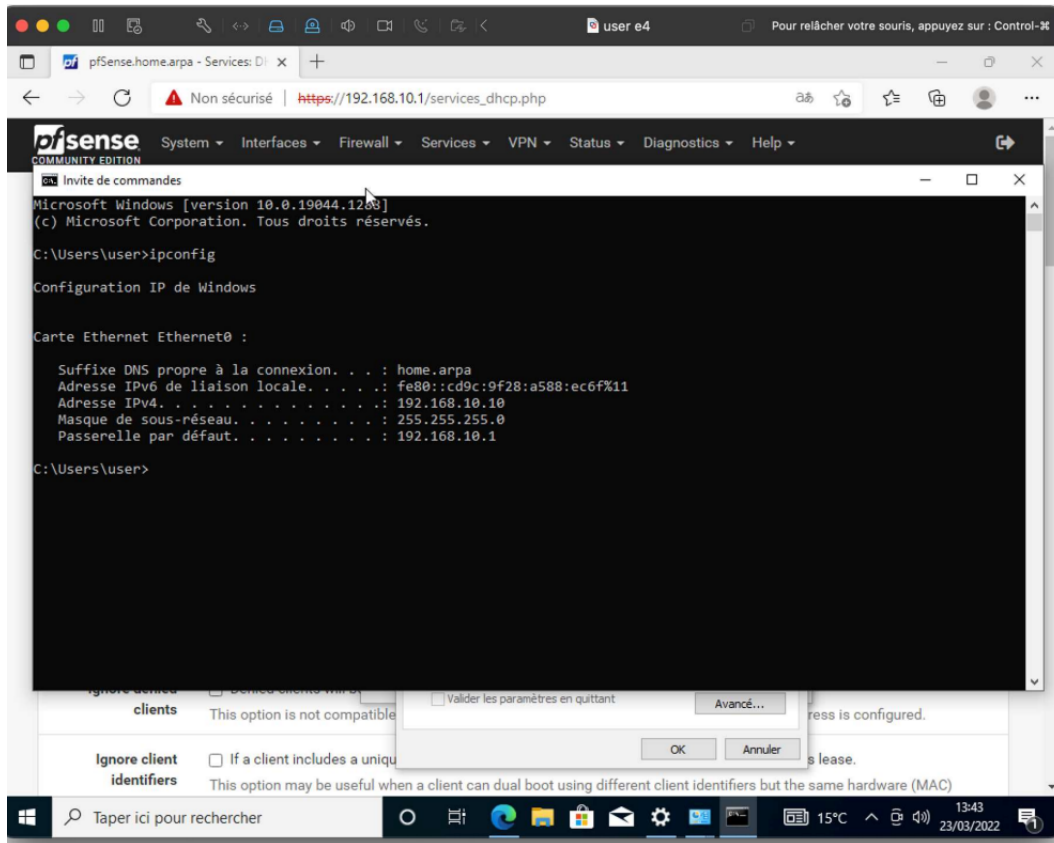 user e4
Pour relâcher votre souris, appuyez sur : Control-⌘
pfSense.home.arpa - Services: D
Non sécurisé | https://192.168.10.1/services_dhcp.php
pfsense
COMMUNITY EDITION
System Interfaces Firewall Services VPN Status Diagnostics Help
Invite de commandes
Microsoft Windows [version 10.0.19044.1288]
(c) Microsoft Corporation. Tous droits réservés.
C:\Users\user>ipconfig
Configuration IP de Windows
Carte Ethernet Ethernet0 :
Suffixe DNS propre à la connexion. . . : home.arpa
Adresse IPv6 de liaison locale. . . . .: fe80::cd9c:9f28:a588:ec6f%11
Adresse IPv4. . . . . . . . . . . . . .: 192.168.10.10
Masque de sous-réseau. . . . . . . . . : 255.255.255.0
Passerelle par défaut. . . . . . . . . : 192.168.10.1
C:\Users\user>
Ignore denied
clients
Denied clients will b
This option is not compatible
Valider les paramètres en quittant
Avancé...
ress is configured.
OK
Annuler
Ignore client
identifiers
If a client includes a uniqu
s lease.
This option may be useful when a client can dual boot using different client identifiers but the same hardware (MAC)
Taper ici pour rechercher
15°C
13:43
23/03/2022
1